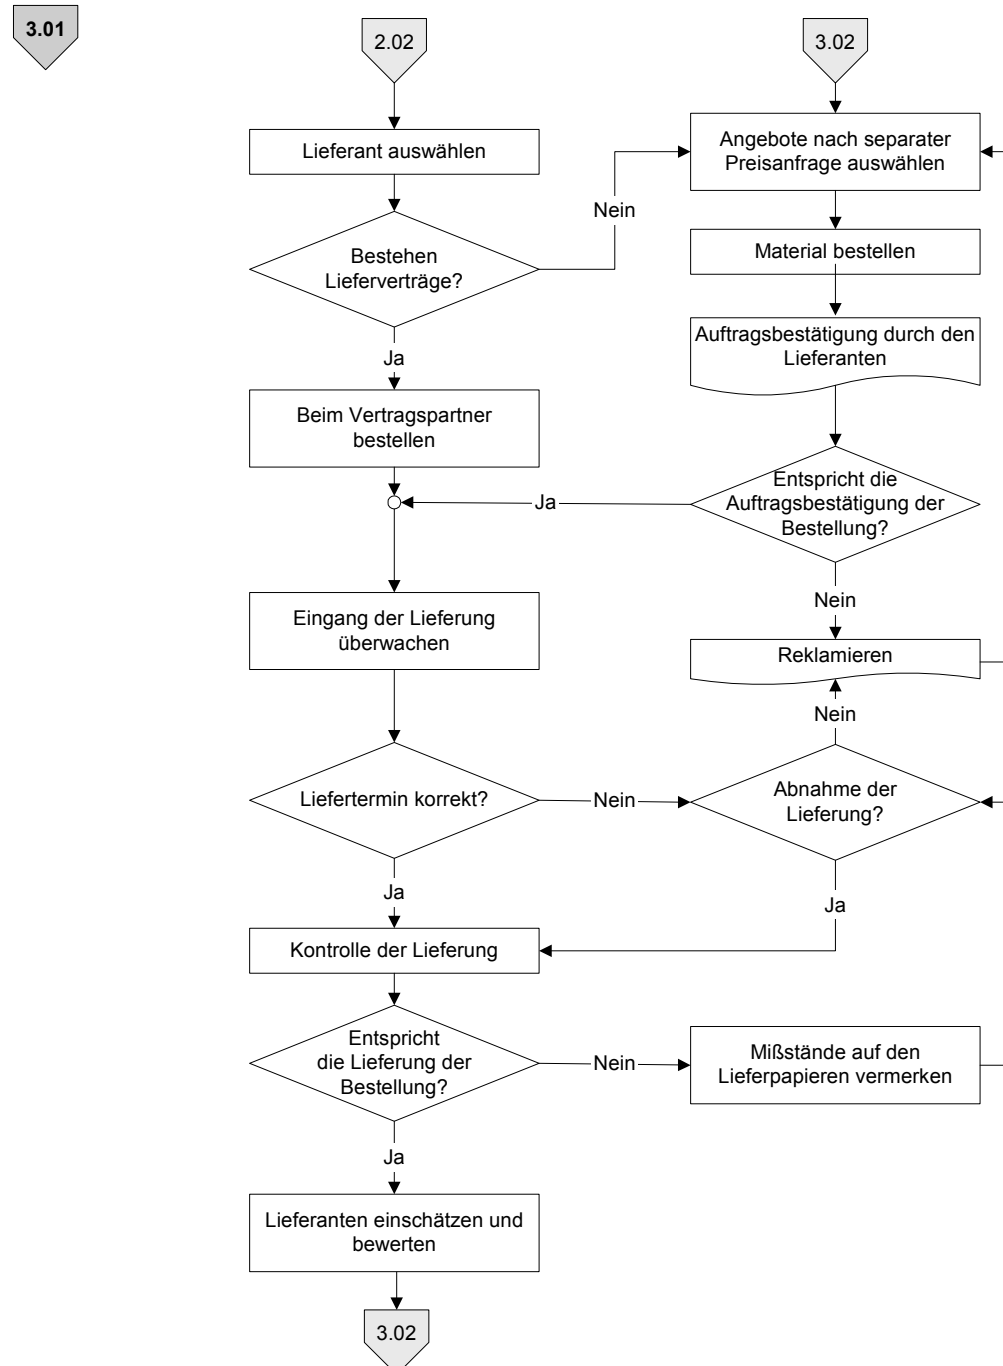 3.01
2.02
3.02
Lieferant auswählen
Angebote nach separater
Preisanfrage auswählen
Nein
Bestehen
Lieferverträge?
Material bestellen
Auftragsbestätigung durch den
Lieferanten
Ja
Beim Vertragspartner
bestellen
Entspricht die
Auftragsbestätigung der
Bestellung?
Ja
Nein
Eingang der Lieferung
überwachen
Reklamieren
Nein
Liefertermin korrekt?
Nein
Abnahme der
Lieferung?
Ja
Ja
Kontrolle der Lieferung
Entspricht
die Lieferung der
Bestellung?
Nein
Mißstände auf den
Lieferpapieren vermerken
Ja
Lieferanten einschätzen und
bewerten
3.02